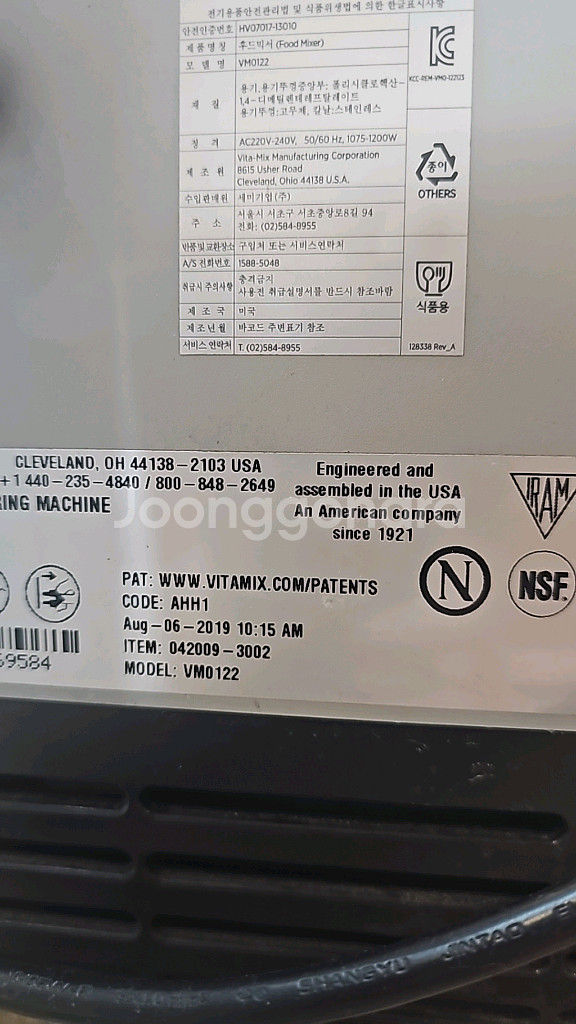 전기용품안전관리법 및 식품위생법에 의한 한글표시사항
안전인증번호 HV07017-13010
제품명칭 후드믹서 (Food Mixer)
모델명 VM0122
재질 용기,용기뚜껑중앙부: 폴리시클로핵산-
1,4-디메틸렌테레프탈레이트
용기뚜껑:고무제, 칼날:스테인레스
정격 AC220V-240V, 50/60 Hz, 1075-1200W
제조원 Vita-Mix Manufacturing Corporation
8615 Usher Road
Cleveland, Ohio 44138 U.S.A.
수입판매원 세미기업(주)
주소 서울시 서초구 서초중앙로8길 94
전화: (02)584-8955
반품및교환장소 구입처 또는 서비스연락처
A/S 전화번호 1588-5048
취급시 주의사항 충격금지
사용전 취급설명서를 반드시 참조바람
제조국 미국
제조년월 바코드 주변표기 참조
서비스 연락처 T. (02)584-8955
KC
KCC-REM-VM0-122123
종이
OTHERS
식품용
128338 Rev_A
CLEVELAND, OH 44138-2103 USA
+1 440-235-4840 / 800-848-2649
RING MACHINE
Engineered and
assembled in the USA
An American company
since 1921
IRAM
Joonggonara
N
NSF.
PAT: WWW.VITAMIX.COM/PATENTS
CODE: AHH1
Aug-06-2019 10:15 AM
ITEM: 042009-3002
MODEL: VM0122
69584